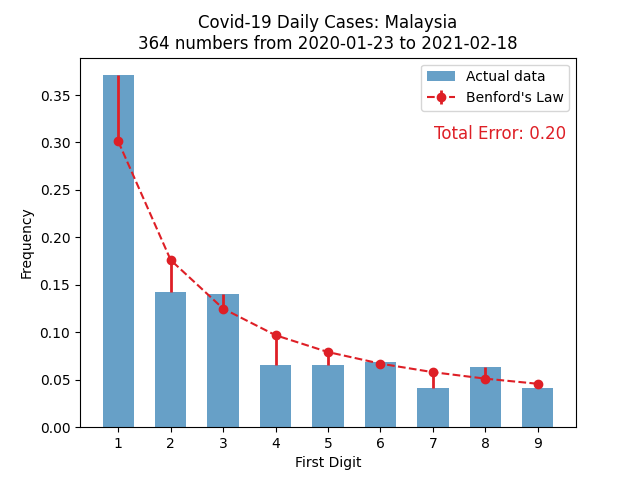 Covid-19 Daily Cases: Malaysia
364 numbers from 2020-01-23 to 2021-02-18
Actual data
Benford's Law
Total Error: 0.20
Frequency
0.35
0.30
0.25
0.20
0.15
0.10
0.05
0.00
1 2 3 4 5 6 7 8 9
First Digit